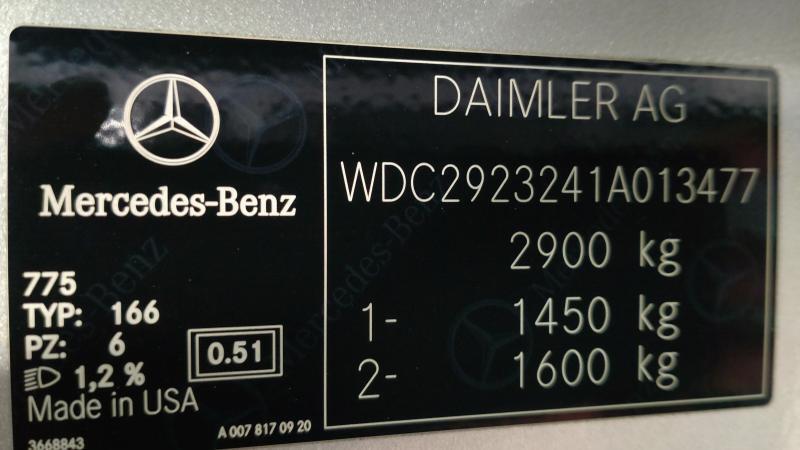 Mercedes-Benz
775
TYP: 166
PZ: 6
0.51
1,2 %
Made in USA
3668843
A 007 817 09 20
DAIMLER AG
WDC2923241A013477
2900 kg
1- 1450 kg
2- 1600 kg